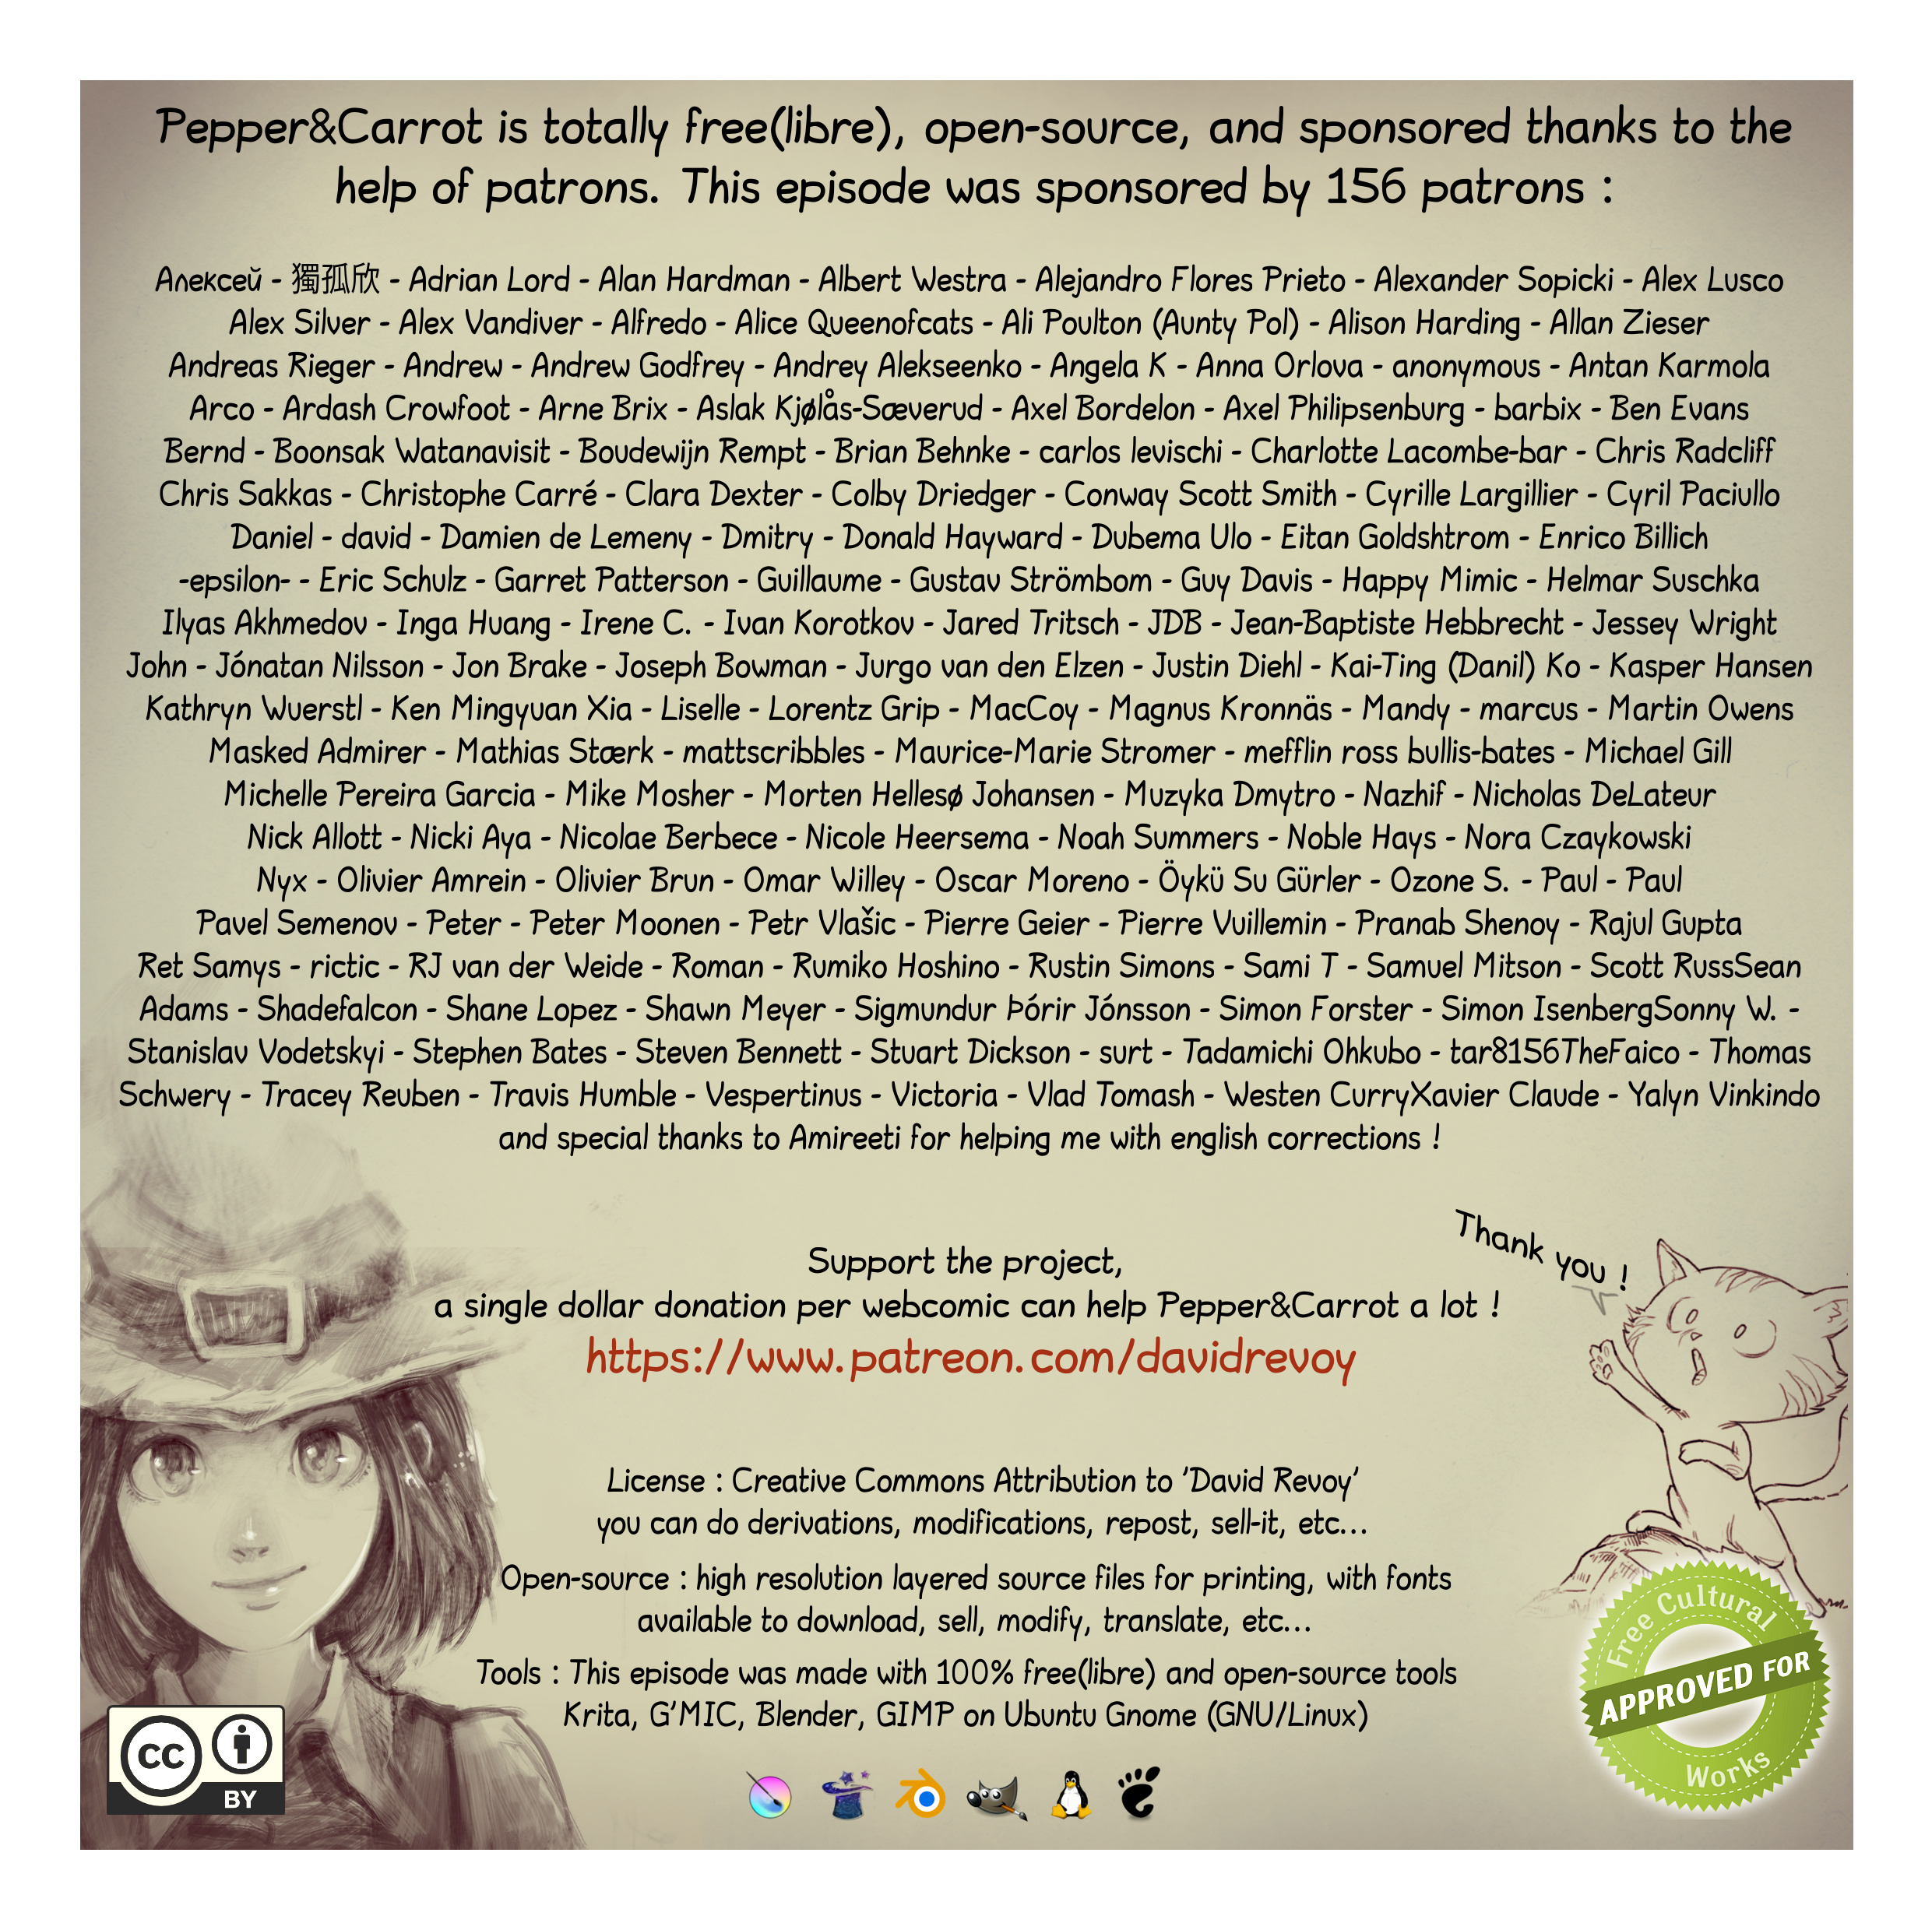 Pepper&Carrot is totally free(libre), open-source, and sponsored thanks to the
help of patrons. This episode was sponsored by 156 patrons :
Алексей - 獨孤欣 - Adrian Lord - Alan Hardman - Albert Westra - Alejandro Flores Prieto - Alexander Sopicki - Alex Lusco
Alex Silver - Alex Vandiver - Alfredo - Alice Queenofcats - Ali Poulton (Aunty Pol) - Alison Harding - Allan Zieser
Andreas Rieger - Andrew - Andrew Godfrey - Andrey Alekseenko - Angela K - Anna Orlova - anonymous - Antan Karmola
Arco - Ardash Crowfoot - Arne Brix - Aslak Kjølås-Sæverud - Axel Bordelon - Axel Philipsenburg - barbix - Ben Evans
Bernd - Boonsak Watanavisit - Boudewijn Rempt - Brian Behnke - carlos levischi - Charlotte Lacombe-bar - Chris Radcliff
Chris Sakkas - Christophe Carré - Clara Dexter - Colby Driedger - Conway Scott Smith - Cyrille Largillier - Cyril Paciullo
Daniel - david - Damien de Lemeny - Dmitry - Donald Hayward - Dubema Ulo - Eitan Goldshtrom - Enrico Billich
-epsilon- - Eric Schulz - Garret Patterson - Guillaume - Gustav Strömbom - Guy Davis - Happy Mimic - Helmar Suschka
Ilyas Akhmedov - Inga Huang - Irene C. - Ivan Korotkov - Jared Tritsch - JDB - Jean-Baptiste Hebbrecht - Jessey Wright
John - Jónatan Nilsson - Jon Brake - Joseph Bowman - Jurgo van den Elzen - Justin Diehl - Kai-Ting (Danil) Ko - Kasper Hansen
Kathryn Wuerstl - Ken Mingyuan Xia - Liselle - Lorentz Grip - MacCoy - Magnus Kronnäs - Mandy - marcus - Martin Owens
Masked Admirer - Mathias Stærk - mattscribbles - Maurice-Marie Stromer - mefflin ross bullis-bates - Michael Gill
Michelle Pereira Garcia - Mike Mosher - Morten Hellesø Johansen - Muzyka Dmytro - Nazhif - Nicholas DeLateur
Nick Allott - Nicki Aya - Nicolae Berbece - Nicole Heersema - Noah Summers - Noble Hays - Nora Czaykowski
Nyx - Olivier Amrein - Olivier Brun - Omar Willey - Oscar Moreno - Öykü Su Gürler - Ozone S. - Paul - Paul
Pavel Semenov - Peter - Peter Moonen - Petr Vlašic - Pierre Geier - Pierre Vuillemin - Pranab Shenoy - Rajul Gupta
Ret Samys - rictic - RJ van der Weide - Roman - Rumiko Hoshino - Rustin Simons - Sami T - Samuel Mitson - Scott RussSean
Adams - Shadefalcon - Shane Lopez - Shawn Meyer - Sigmundur Þórir Jónsson - Simon Forster - Simon IsenbergSonny W. -
Stanislav Vodetskyi - Stephen Bates - Steven Bennett - Stuart Dickson - surt - Tadamichi Ohkubo - tar8156TheFaico - Thomas
Schwery - Tracey Reuben - Travis Humble - Vespertinus - Victoria - Vlad Tomash - Westen CurryXavier Claude - Yalyn Vinkindo
and special thanks to Amireeti for helping me with english corrections !
Thank you !
Support the project,
a single dollar donation per webcomic can help Pepper&Carrot a lot !
https://www.patreon.com/davidrevoy
License : Creative Commons Attribution to 'David Revoy'
you can do derivations, modifications, repost, sell-it, etc...
Open-source : high resolution layered source files for printing, with fonts
available to download, sell, modify, translate, etc...
Tools : This episode was made with 100% free(libre) and open-source tools
Krita, G'MIC, Blender, GIMP on Ubuntu Gnome (GNU/Linux)
cc
BY
Free Cultural
APPROVED FOR
Works